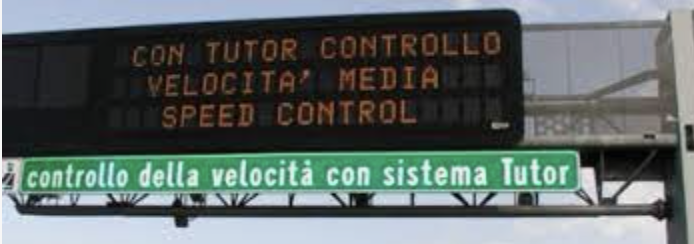 CON TUTOR CONTROLLO
VELOCITA' MEDIA
SPEED CONTROL
controllo della velocità con sistema Tutor